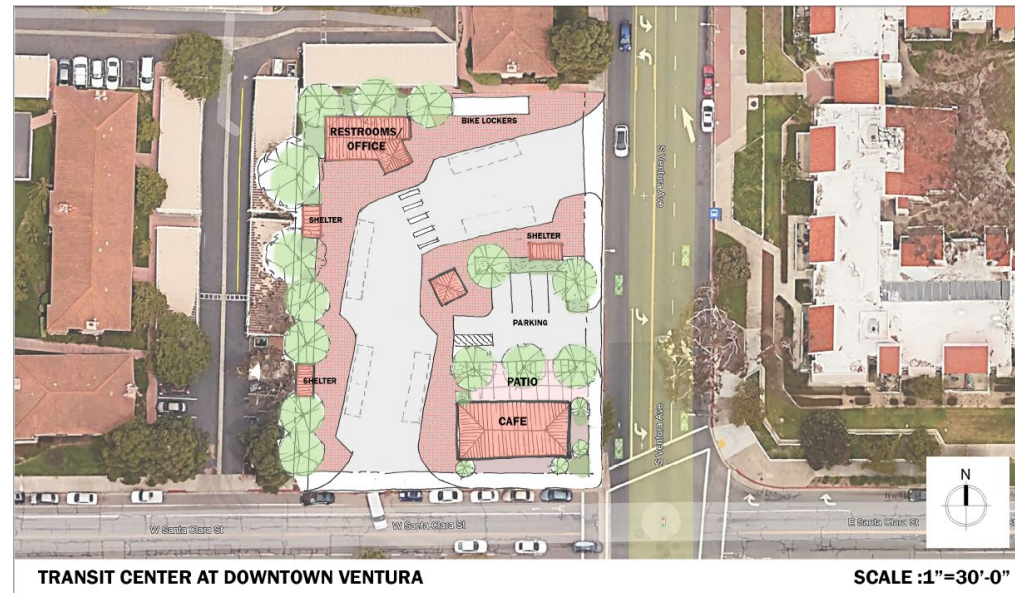 BIKE LOCKERS
RESTROOMS/
OFFICE
SHELTER
SHELTER
PARKING
SHELTER
PATIO
CAFE
S Ventura Ave
S Ventura Ave
W Santa Clara St
W Santa Clara St
E Santa Clara St
N
TRANSIT CENTER AT DOWNTOWN VENTURA
SCALE :1”=30’-0”